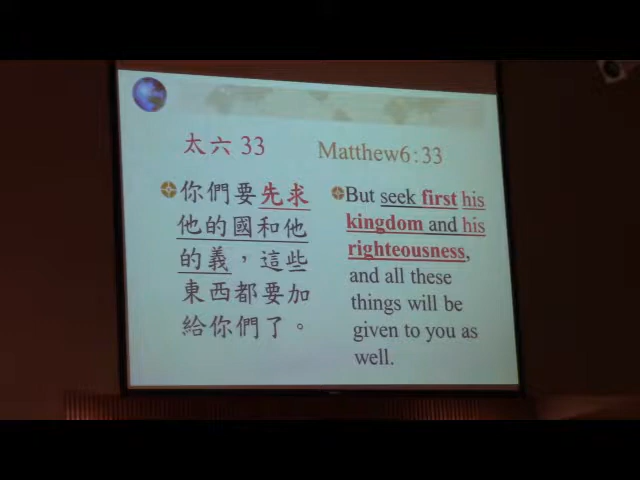 太六 33
你們要先求
他的國和他
的義，這些
東西都要加
給你們了。
Matthew6:33
But seek first his
kingdom and his
righteousness,
and all these
things will be
given to you as
well.